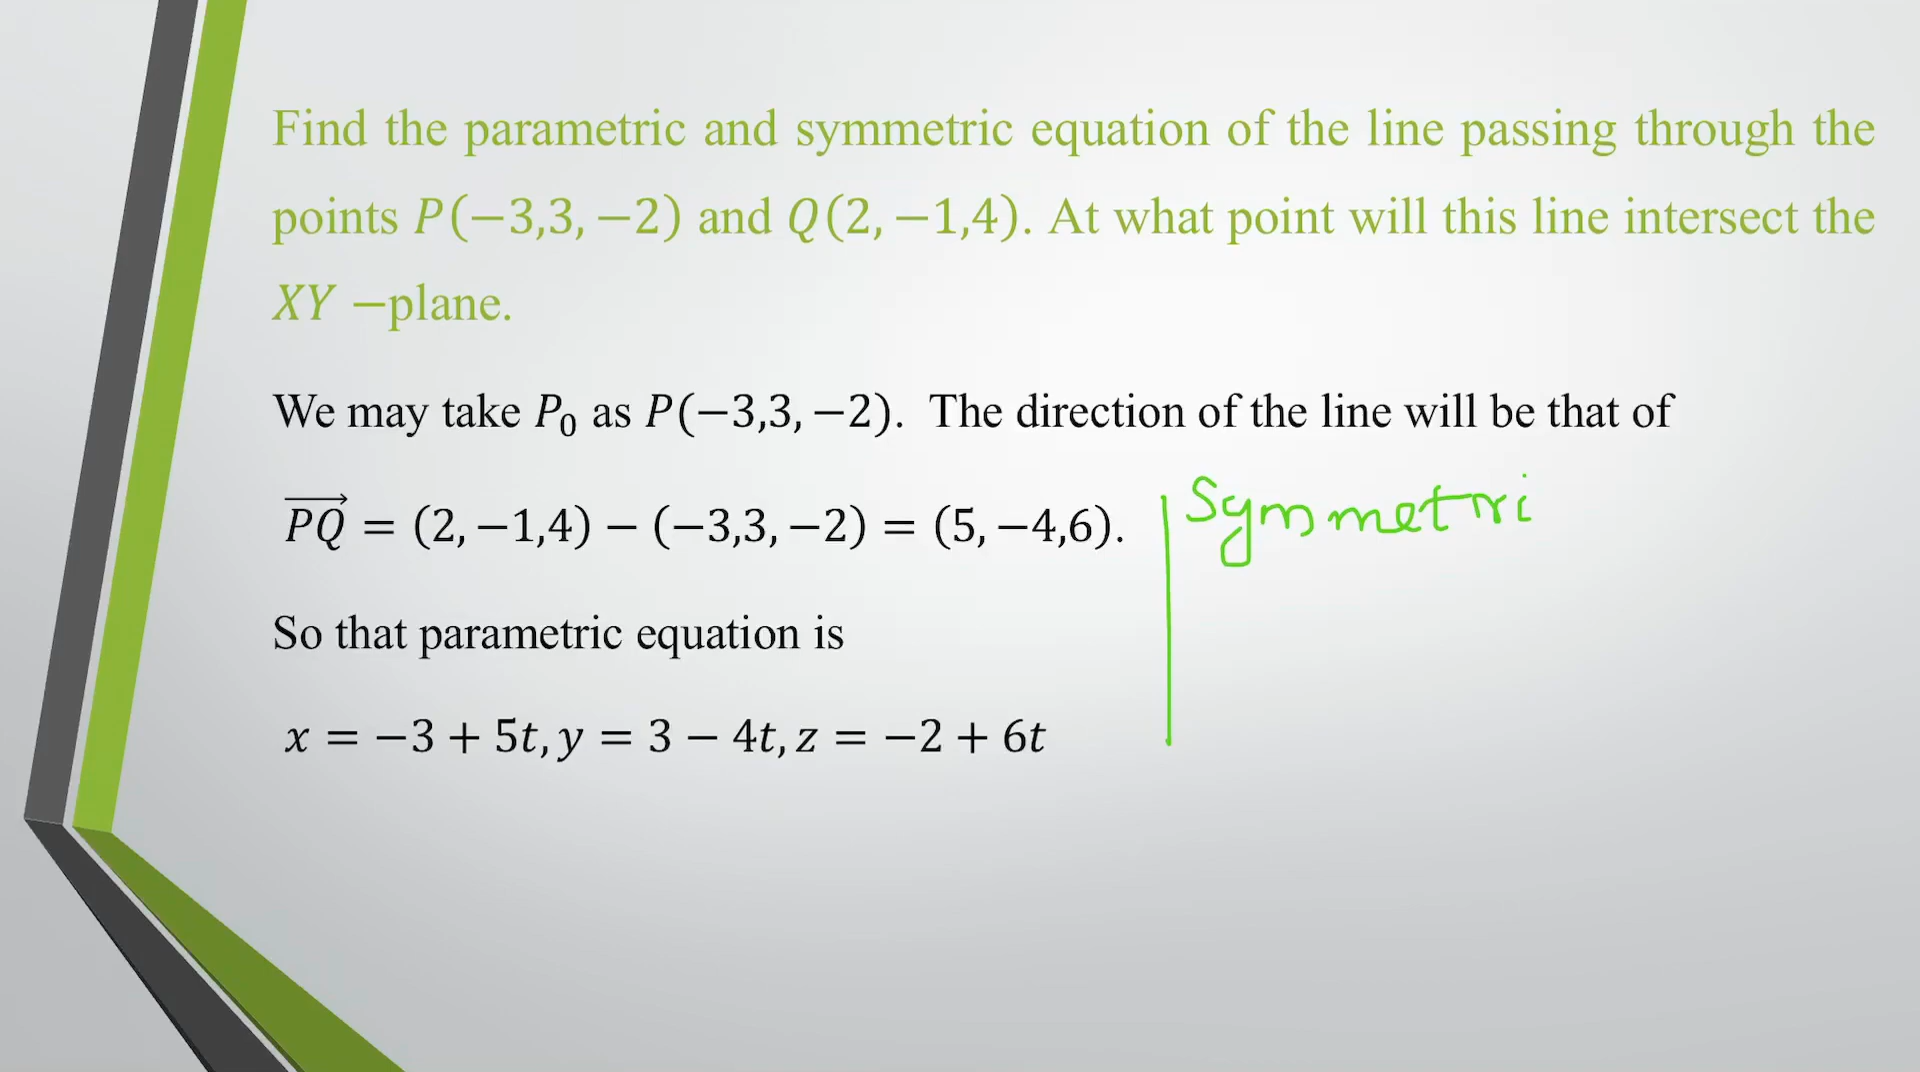 Find the parametric and symmetric equation of the line passing through the
points P(−3,3,−2) and Q(2,−1,4). At what point will this line intersect the
XY −plane.
We may take P₀ as P(−3,3,−2). The direction of the line will be that of
PQ⃗ = (2,−1,4) − (−3,3,−2) = (5,−4,6).
Symmetri
So that parametric equation is
x = −3 + 5t, y = 3 − 4t, z = −2 + 6t